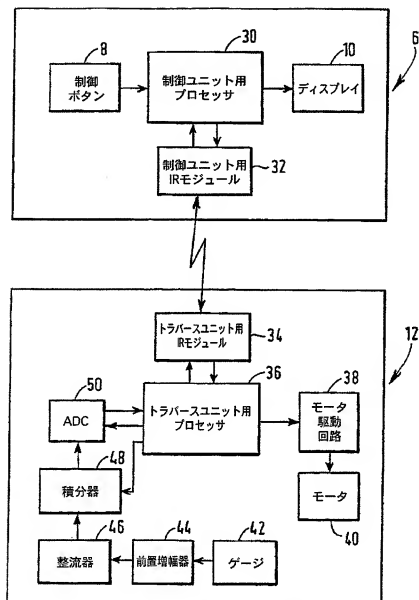 8
制御
ボタン
30
制御ユニット用
プロセッサ
10
ディスプレイ
6
制御ユニット用
IRモジュール
32
トラバースユニット用
IRモジュール
34
12
50
ADC
36
トラバースユニット用
プロセッサ
38
モータ
駆動
回路
48
積分器
モータ
40
46
整流器
44
前置増幅器
42
ゲージ